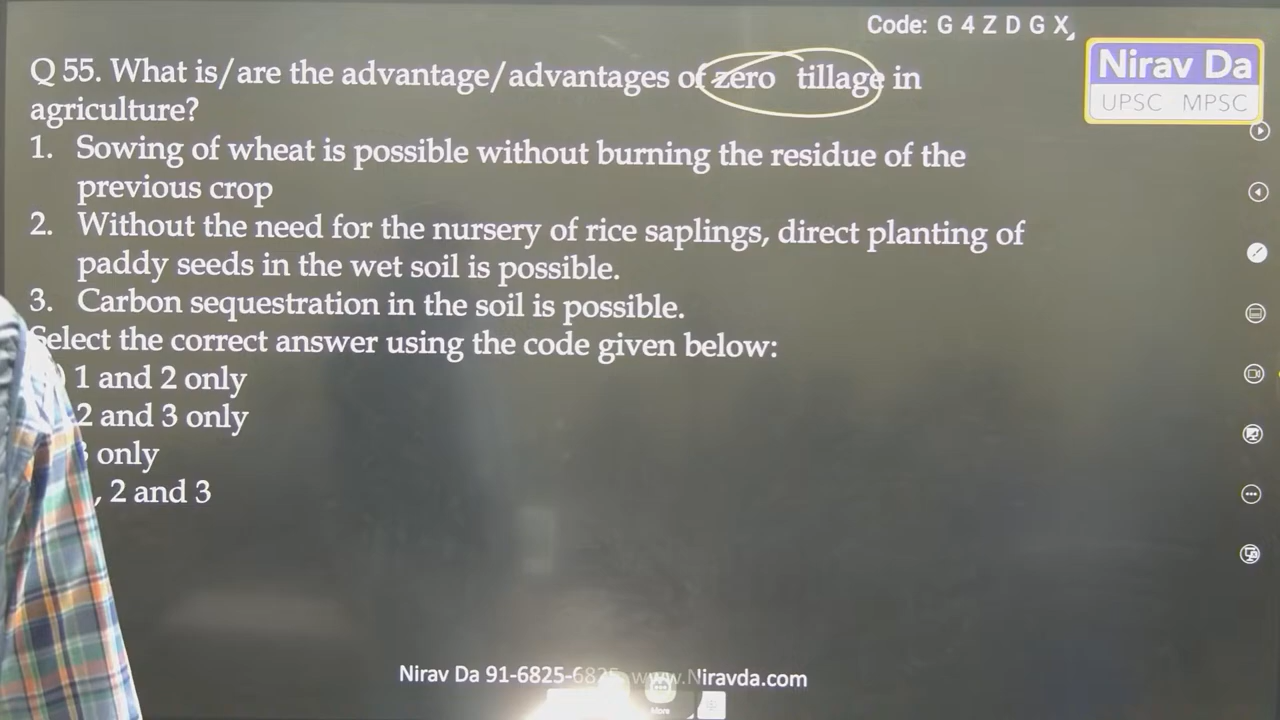 Code: G 4 Z D G X
Nirav Da
UPSC MPSC
Q 55. What is/are the advantage/advantages of zero tillage in
agriculture?
1. Sowing of wheat is possible without burning the residue of the
previous crop
2. Without the need for the nursery of rice saplings, direct planting of
paddy seeds in the wet soil is possible.
3. Carbon sequestration in the soil is possible.
Select the correct answer using the code given below:
) 1 and 2 only
2 and 3 only
only
, 2 and 3
Nirav Da 91-6825-6825 www.Niravda.com
More